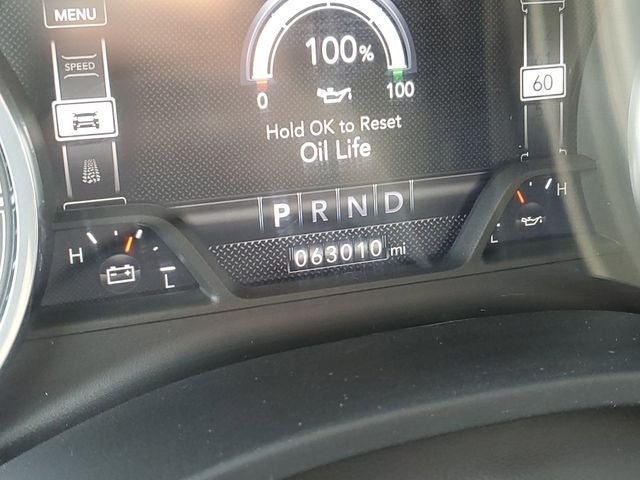 MENU
SPEED
100%
0
100
Hold OK to Reset
Oil Life
60
P R N D
063010 mi
H
L
L
H